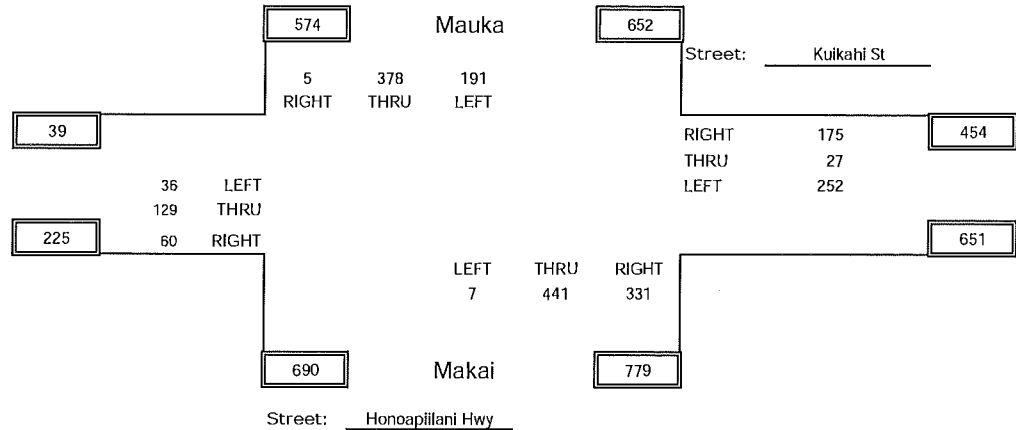 574 Mauka 652
Street: Kuikahi St
5 378 191
RIGHT THRU LEFT
39
RIGHT 175
454
THRU 27
LEFT 252
36 LEFT
129 THRU
225
60 RIGHT
651
LEFT THRU RIGHT
7 441 331
690 Makai 779
Street: Honoapiilani Hwy